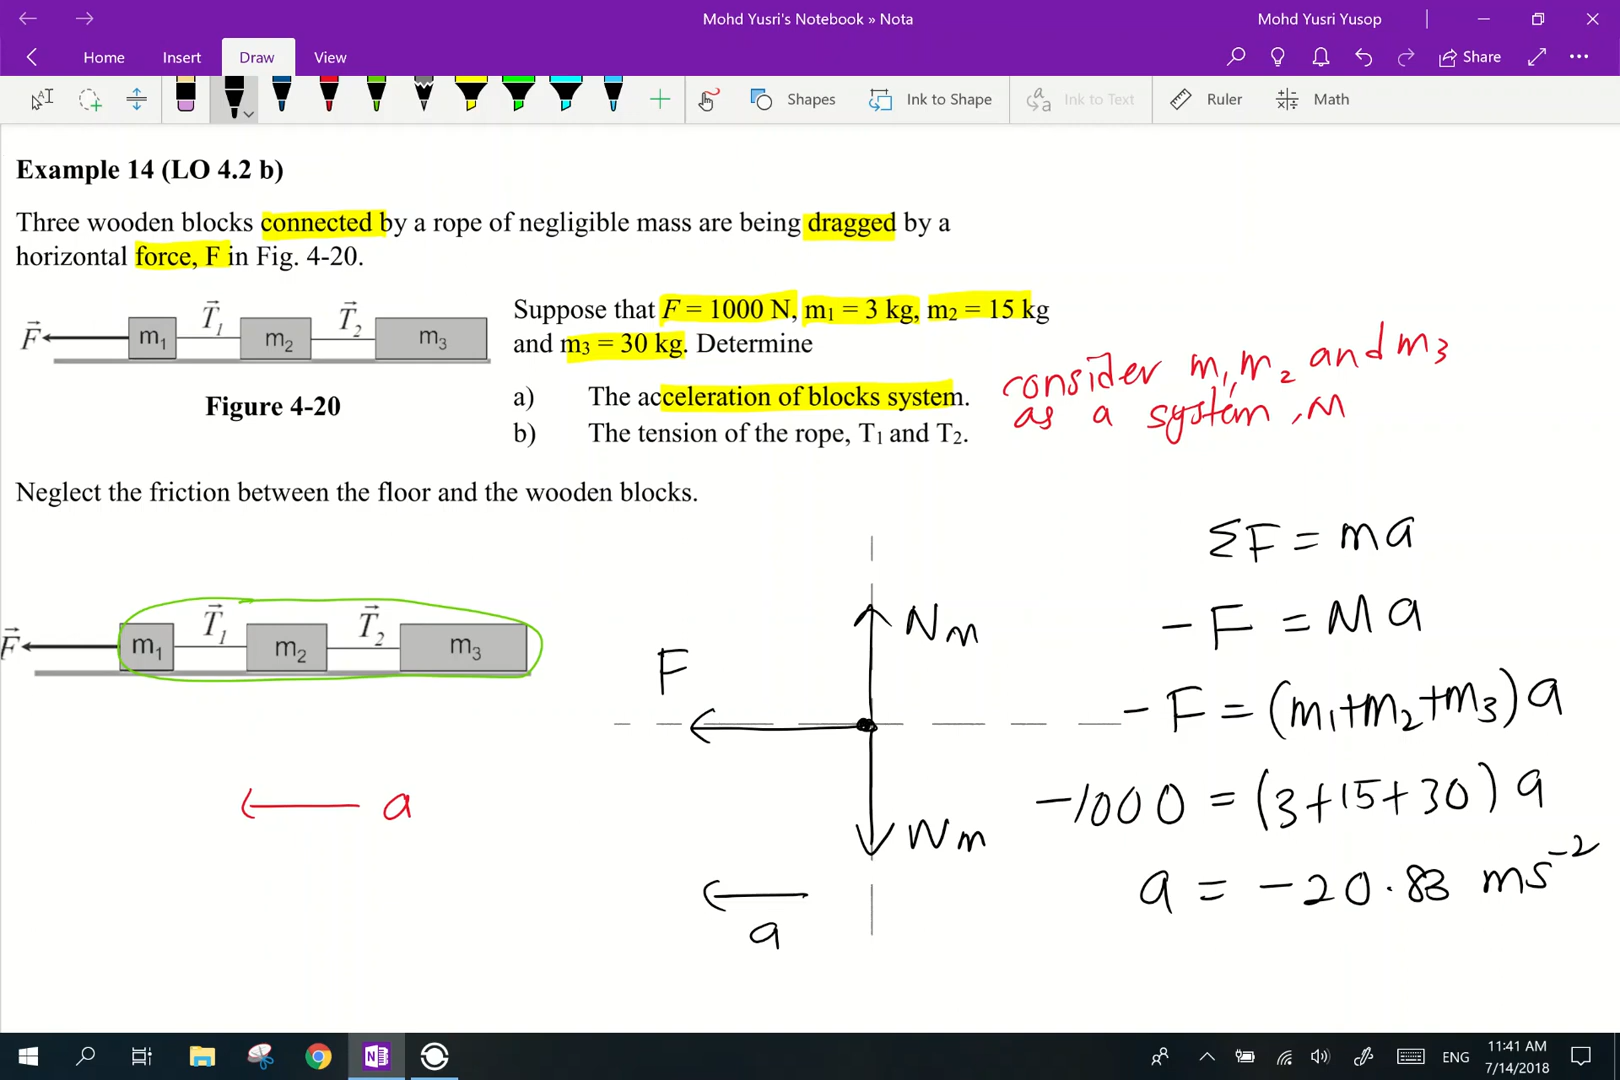 Mohd Yusri's Notebook » Nota
Mohd Yusri Yusop
Home Insert Draw View
Share
Shapes Ink to Shape Ink to Text Ruler Math
Example 14 (LO 4.2 b)
Three wooden blocks connected by a rope of negligible mass are being dragged by a
horizontal force, F in Fig. 4-20.
F⃗ m₁ T⃗₁ m₂ T⃗₂ m₃
Figure 4-20
Suppose that F = 1000 N, m₁ = 3 kg, m₂ = 15 kg
and m₃ = 30 kg. Determine
a) The acceleration of blocks system.
b) The tension of the rope, T₁ and T₂.
consider m₁, m₂ and m₃
as a system, M
Neglect the friction between the floor and the wooden blocks.
F⃗ m₁ T⃗₁ m₂ T⃗₂ m₃
a
N_m
F
W_m
a
ΣF = ma
-F = Ma
-F = (m₁+m₂+m₃)a
-1000 = (3+15+30)a
a = -20.83 ms⁻²
ENG
11:41 AM
7/14/2018